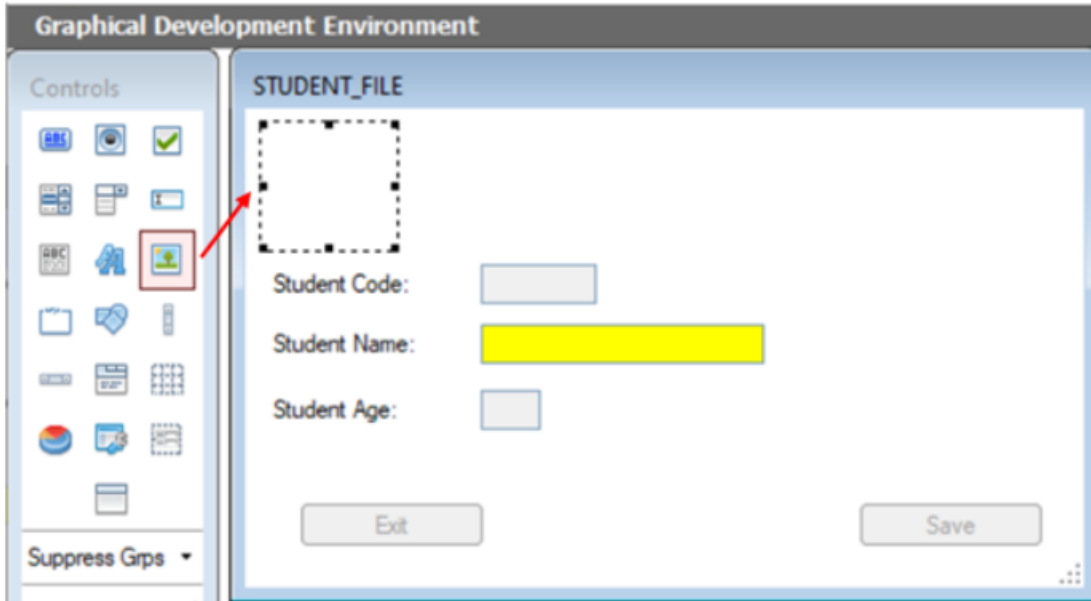 Graphical Development Environment
Controls
STUDENT_FILE
Student Code:
Student Name:
Student Age:
Exit
Save
Suppress Grps